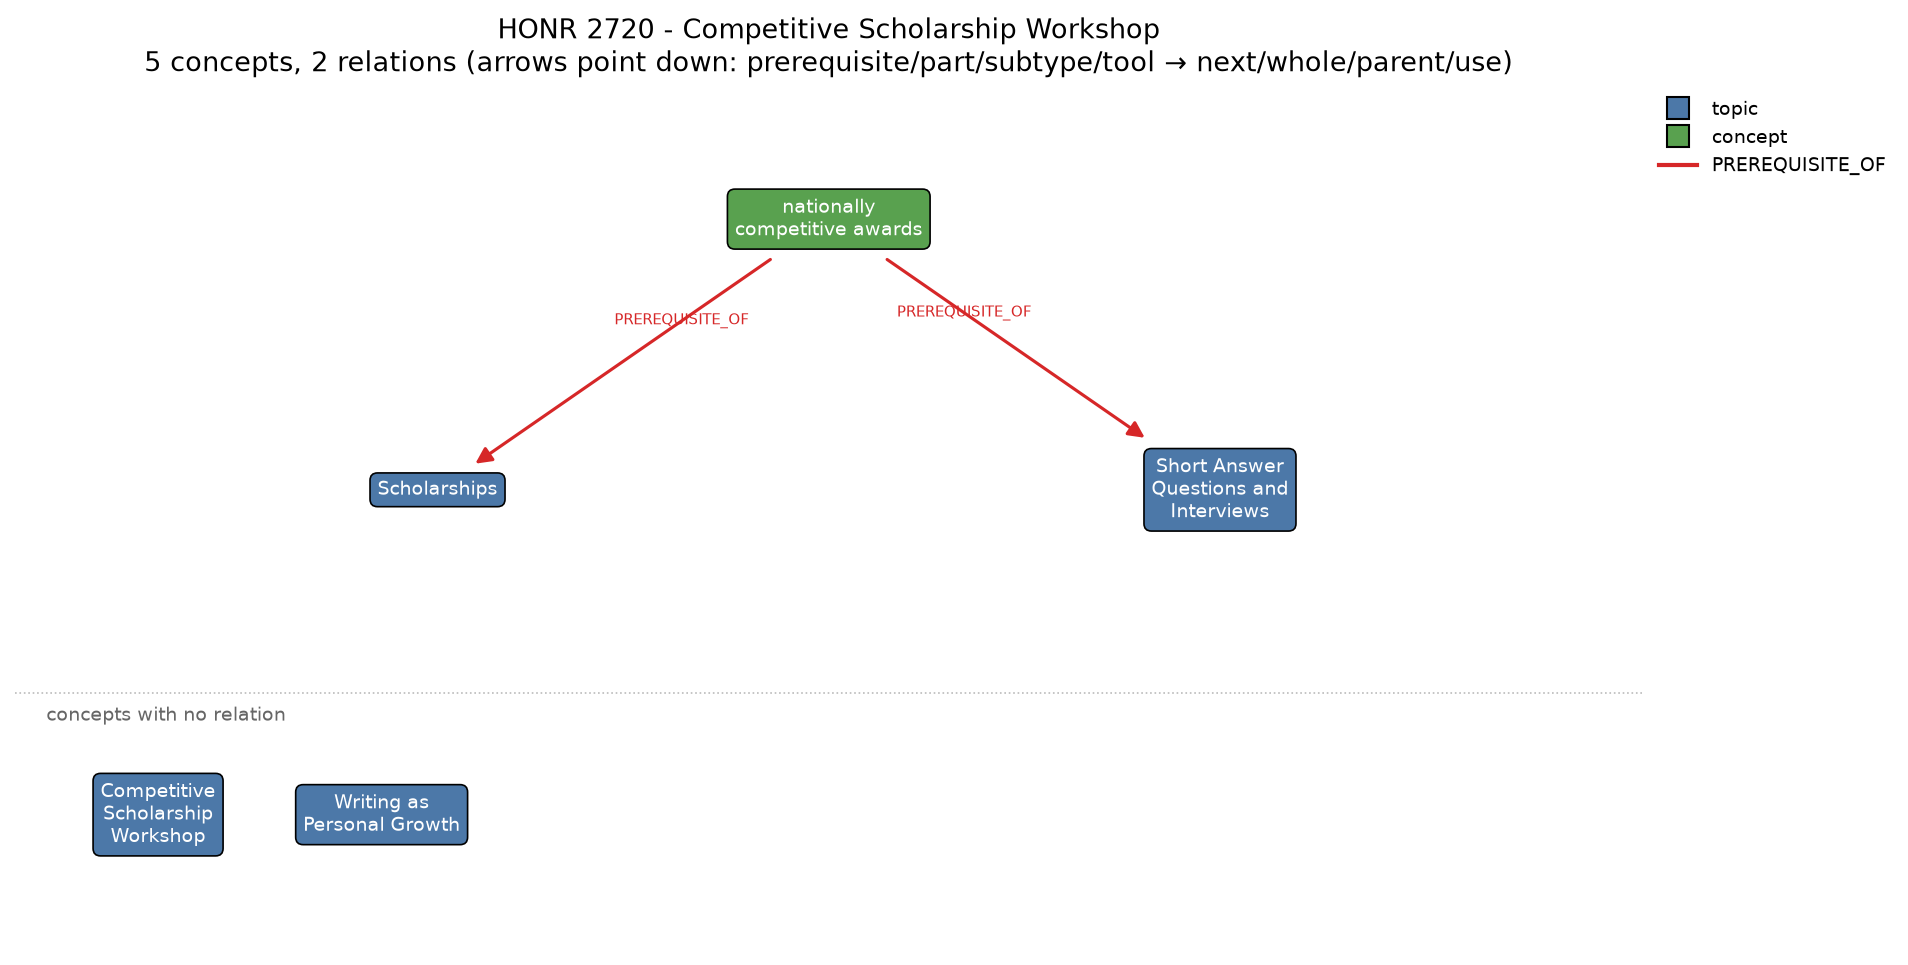 HONR 2720 - Competitive Scholarship Workshop
5 concepts, 2 relations (arrows point down: prerequisite/part/subtype/tool → next/whole/parent/use)
topic
concept
PREREQUISITE_OF
nationally
competitive awards
PREREQUISITE_OF
PREREQUISITE_OF
Scholarships
Short Answer
Questions and
Interviews
concepts with no relation
Competitive
Scholarship
Workshop
Writing as
Personal Growth